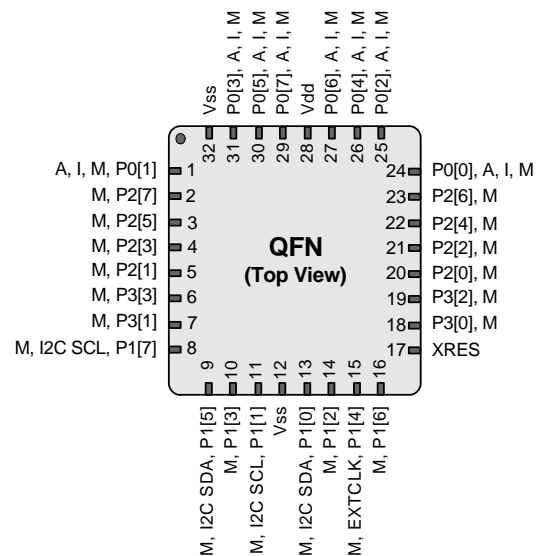 Vss
P0[3], A, I, M
P0[5], A, I, M
P0[7], A, I, M
Vdd
P0[6], A, I, M
P0[4], A, I, M
P0[2], A, I, M
32
31
30
29
28
27
26
25
A, I, M, P0[1]
1
M, P2[7]
2
M, P2[5]
3
M, P2[3]
4
M, P2[1]
5
M, P3[3]
6
M, P3[1]
7
M, I2C SCL, P1[7]
8
QFN
(Top View)
24
P0[0], A, I, M
23
P2[6], M
22
P2[4], M
21
P2[2], M
20
P2[0], M
19
P3[2], M
18
P3[0], M
17
XRES
9
10
11
12
13
14
15
16
M, I2C SDA, P1[5]
M, P1[3]
M, I2C SCL, P1[1]
Vss
M, I2C SDA, P1[0]
M, P1[2]
M, EXTCLK, P1[4]
M, P1[6]